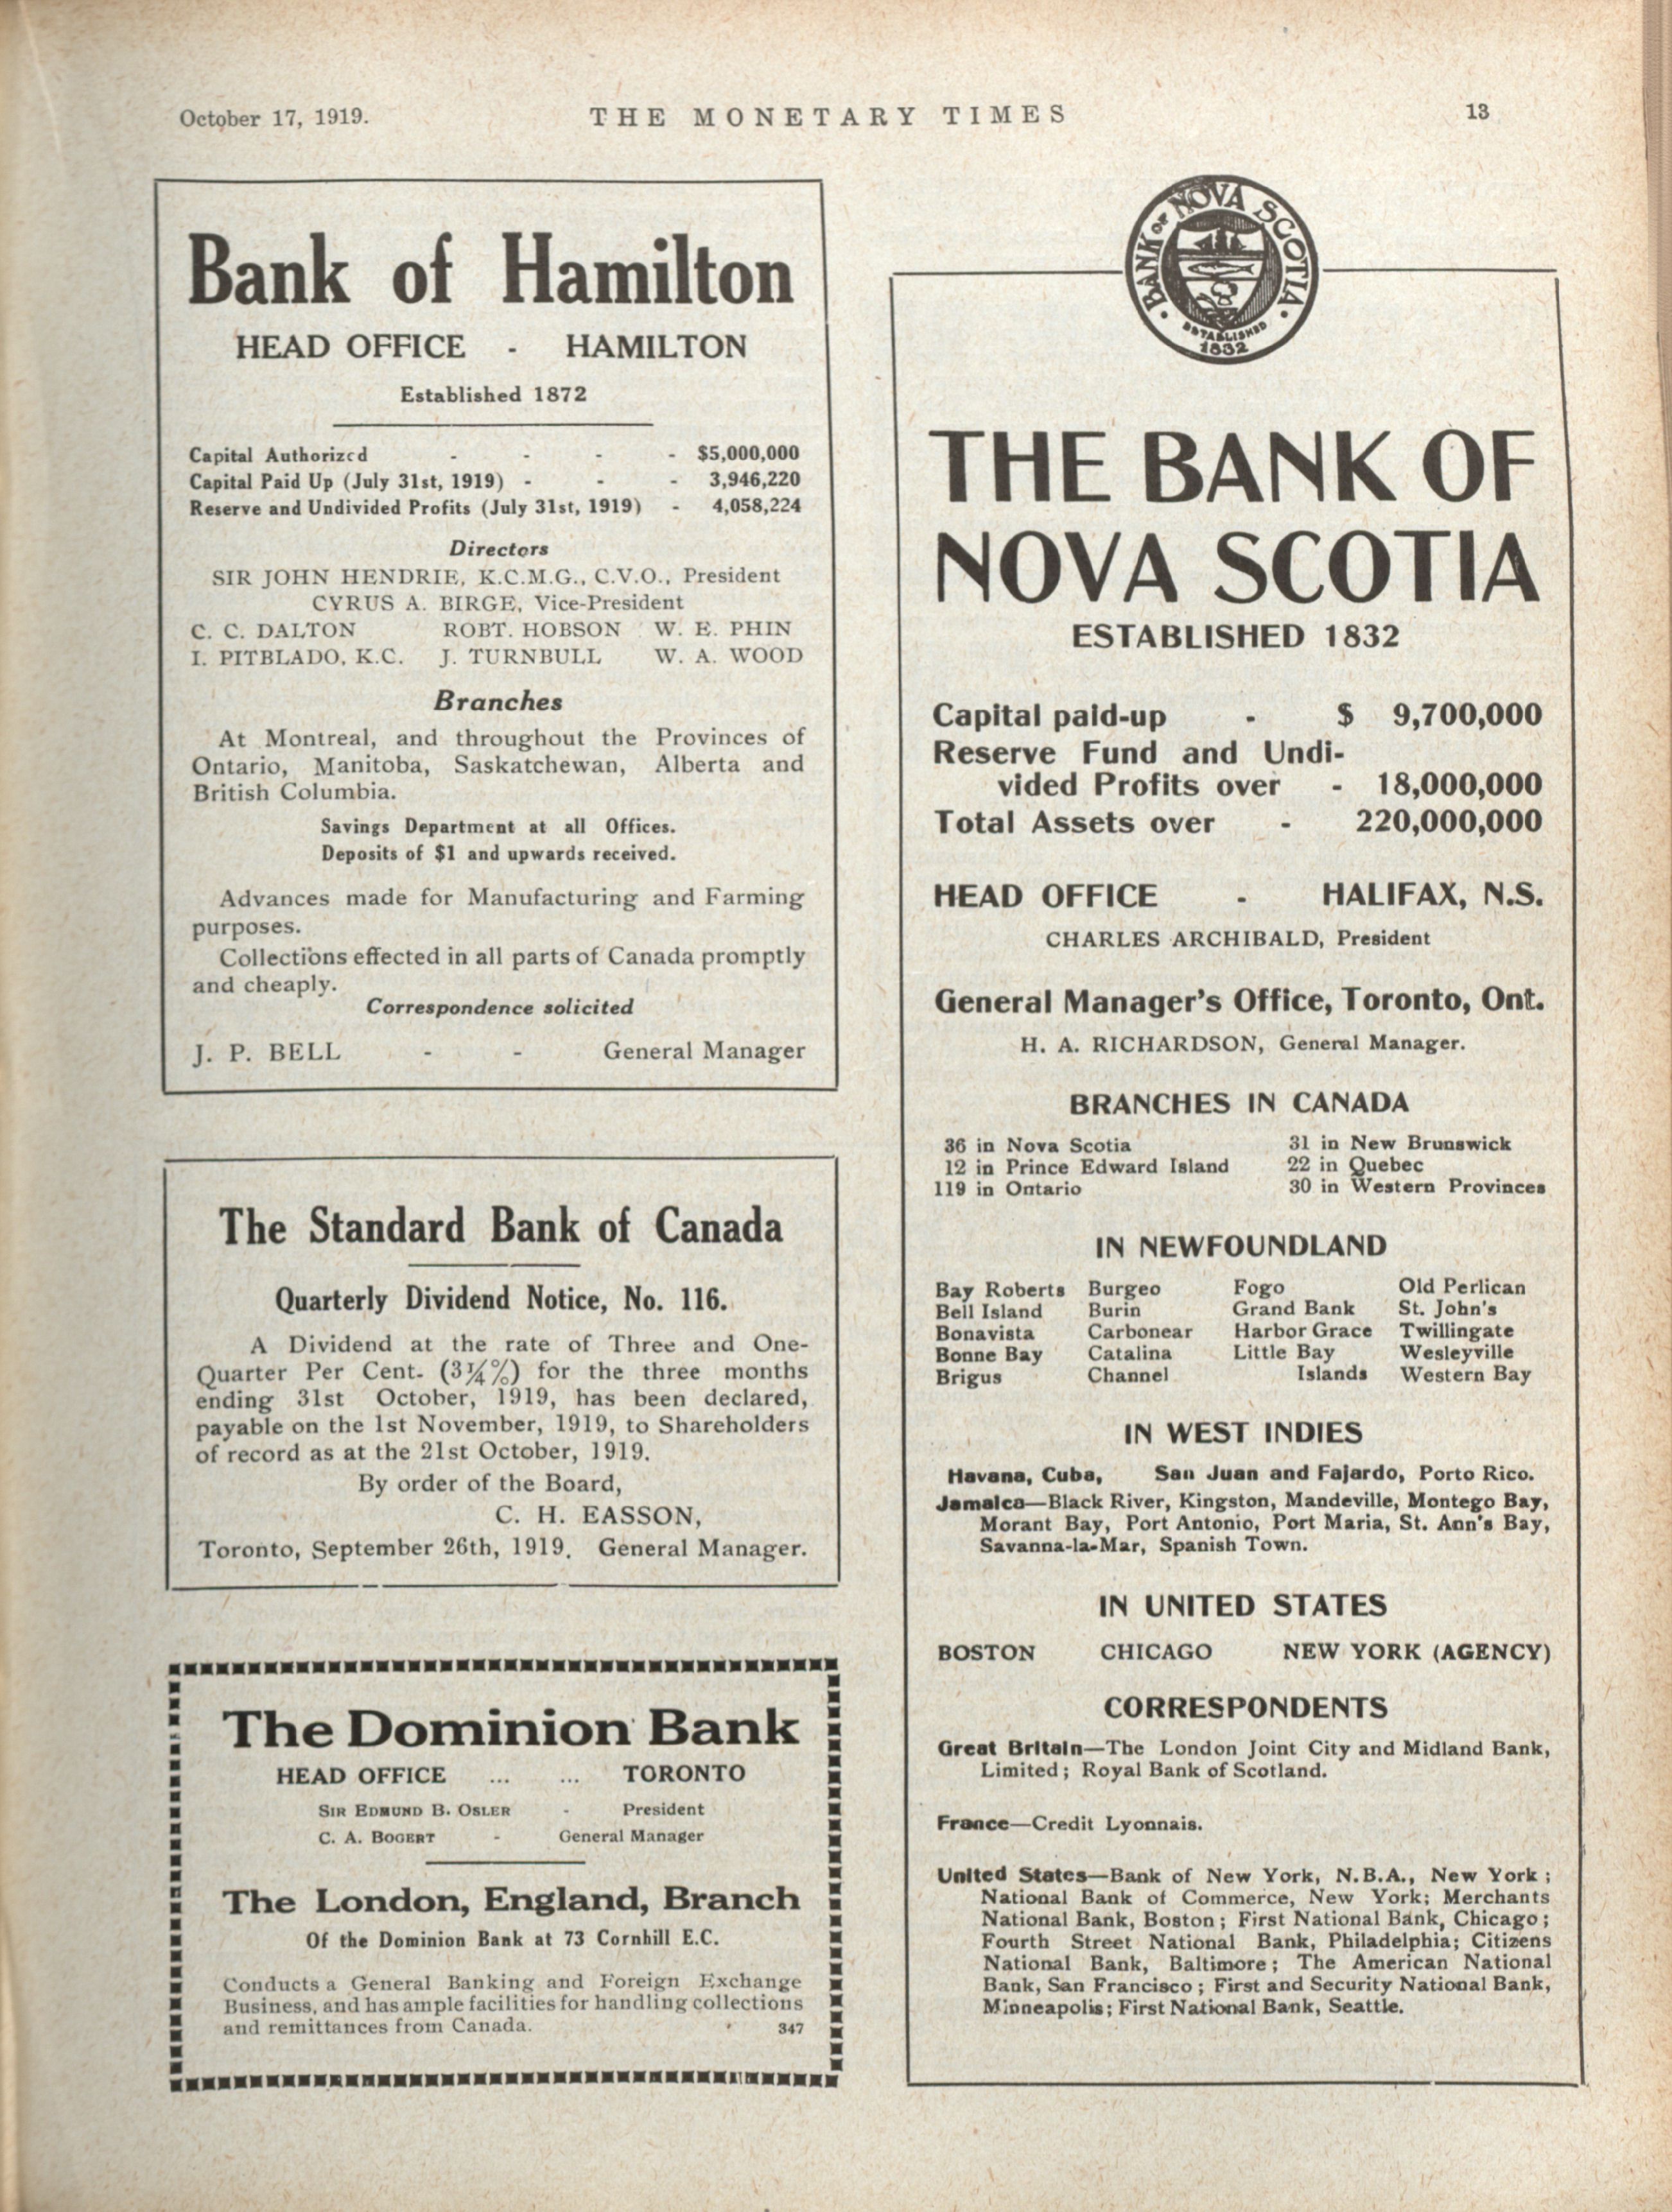 October 17, 1919.
THE MONETARY TIMES
13
Bank of Hamilton
HEAD OFFICE - HAMILTON
Established 1872
Capital Authorized - - - - $5,000,000
Capital Paid Up (July 31st, 1919) - - - 3,946,220
Reserve and Undivided Profits (July 31st, 1919) - 4,058,224
Directors
SIR JOHN HENDRIE, K.C.M.G., C.V.O., President
CYRUS A. BIRGE, Vice-President
C. C. DALTON ROBT. HOBSON W. E. PHIN
I. PITBLADO, K.C. J. TURNBULL W. A. WOOD
Branches
At Montreal, and throughout the Provinces of
Ontario, Manitoba, Saskatchewan, Alberta and
British Columbia.
Savings Department at all Offices.
Deposits of $1 and upwards received.
Advances made for Manufacturing and Farming
purposes.
Collections effected in all parts of Canada promptly
and cheaply.
Correspondence solicited
J. P. BELL - - General Manager
The Standard Bank of Canada
Quarterly Dividend Notice, No. 116.
A Dividend at the rate of Three and One-
Quarter Per Cent. (3¼%) for the three months
ending 31st October, 1919, has been declared,
payable on the 1st November, 1919, to Shareholders
of record as at the 21st October, 1919.
By order of the Board,
C. H. EASSON,
Toronto, September 26th, 1919. General Manager.
The Dominion Bank
HEAD OFFICE ... ... TORONTO
SIR EDMUND B. OSLER - President
C. A. BOGERT - General Manager
The London, England, Branch
Of the Dominion Bank at 73 Cornhill E.C.
Conducts a General Banking and Foreign Exchange
Business, and has ample facilities for handling collections
and remittances from Canada. 347
BANK OF NOVA SCOTIA
ESTABLISHED
1832
THE BANK OF
NOVA SCOTIA
ESTABLISHED 1832
Capital paid-up - $ 9,700,000
Reserve Fund and Undi-
vided Profits over - 18,000,000
Total Assets over - 220,000,000
HEAD OFFICE - HALIFAX, N.S.
CHARLES ARCHIBALD, President
General Manager's Office, Toronto, Ont.
H. A. RICHARDSON, General Manager.
BRANCHES IN CANADA
36 in Nova Scotia 31 in New Brunswick
12 in Prince Edward Island 22 in Quebec
119 in Ontario 30 in Western Provinces
IN NEWFOUNDLAND
Bay Roberts Burgeo Fogo Old Perlican
Bell Island Burin Grand Bank St. John's
Bonavista Carbonear Harbor Grace Twillingate
Bonne Bay Catalina Little Bay Wesleyville
Brigus Channel Islands Western Bay
IN WEST INDIES
Havana, Cuba, San Juan and Fajardo, Porto Rico.
Jamaica—Black River, Kingston, Mandeville, Montego Bay,
Morant Bay, Port Antonio, Port Maria, St. Ann's Bay,
Savanna-la-Mar, Spanish Town.
IN UNITED STATES
BOSTON CHICAGO NEW YORK (AGENCY)
CORRESPONDENTS
Great Britain—The London Joint City and Midland Bank,
Limited; Royal Bank of Scotland.
France—Credit Lyonnais.
United States—Bank of New York, N.B.A., New York;
National Bank of Commerce, New York; Merchants
National Bank, Boston; First National Bank, Chicago;
Fourth Street National Bank, Philadelphia; Citizens
National Bank, Baltimore; The American National
Bank, San Francisco; First and Security National Bank,
Minneapolis; First National Bank, Seattle.